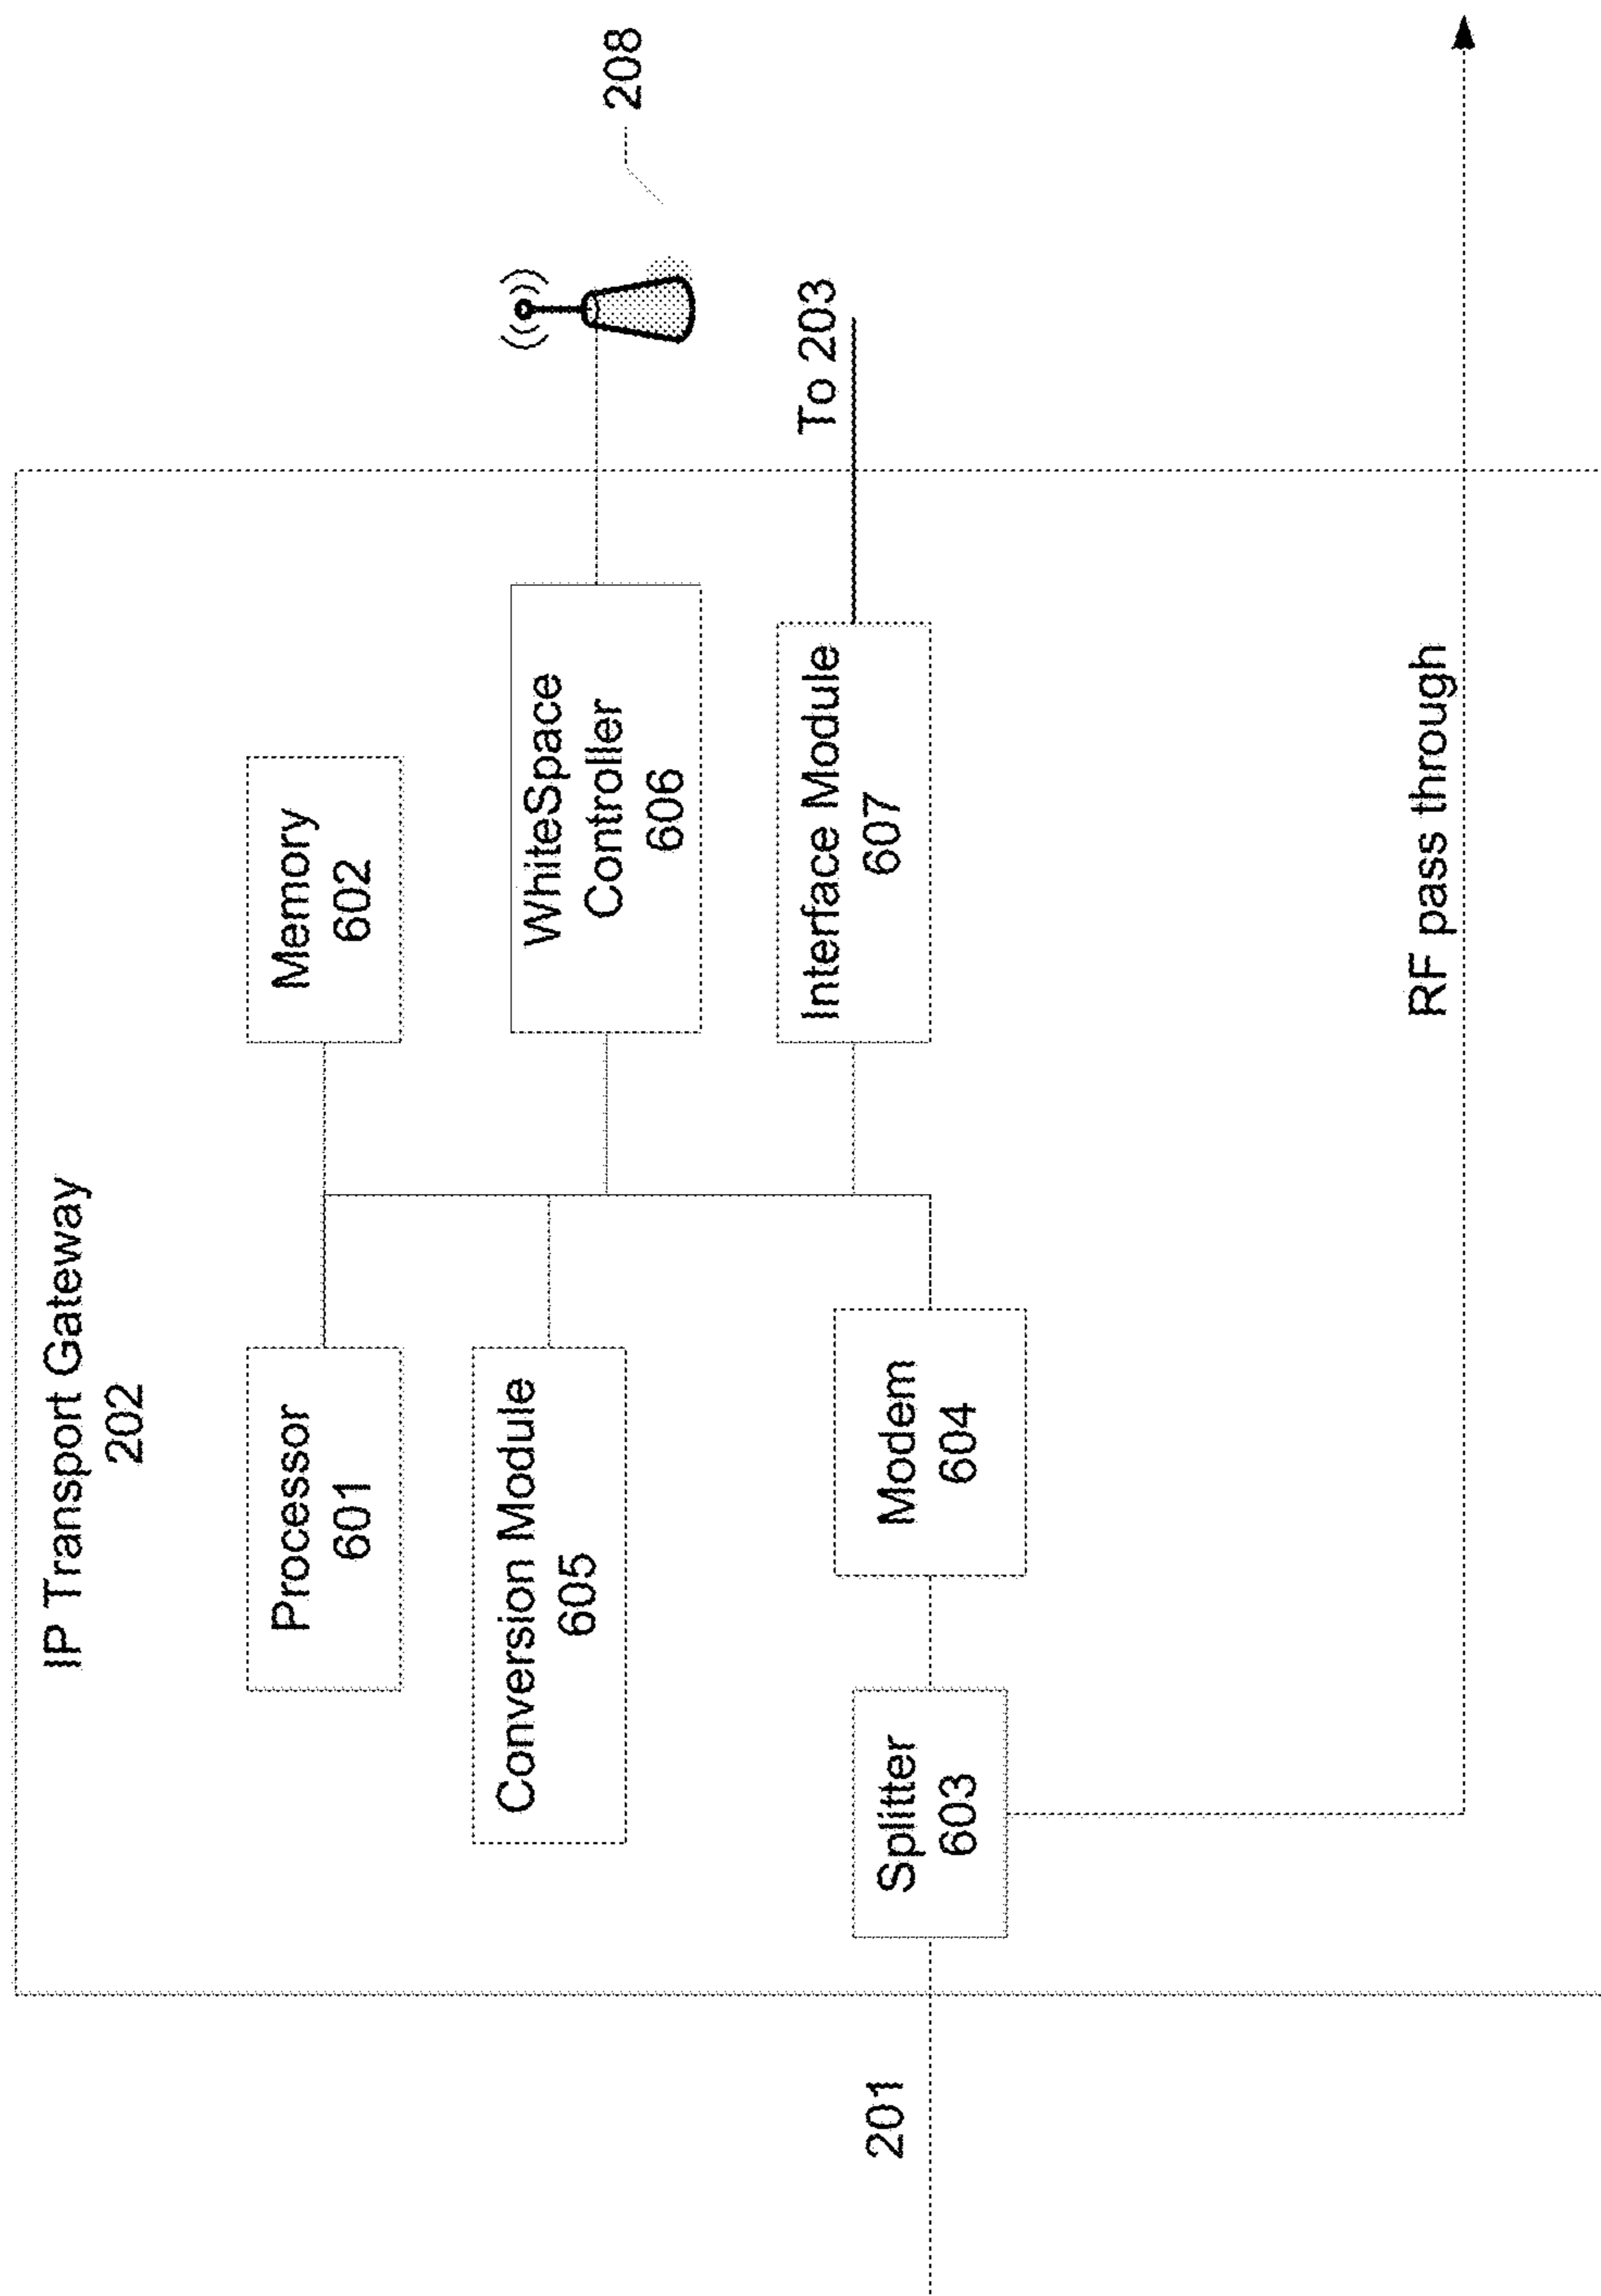 IP Transport Gateway
202
Processor
601
Memory
602
Conversion Module
605
WhiteSpace
Controller
606
208
Interface Module
607
To 203
Modem
604
Splitter
603
201
RF pass through